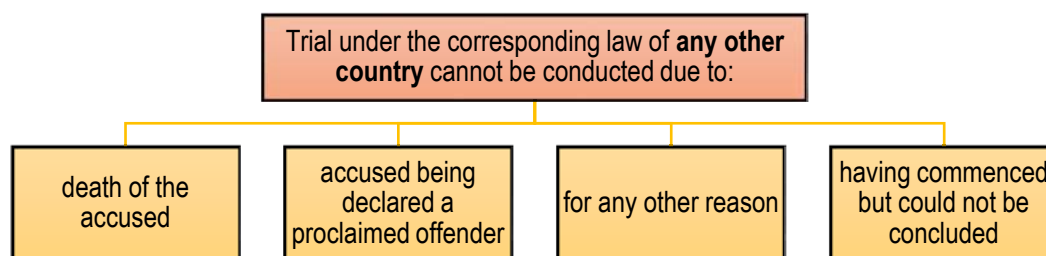 Trial under the corresponding law of any other
country cannot be conducted due to:
death of the
accused
accused being
declared a
proclaimed offender
for any other reason
having commenced
but could not be
concluded